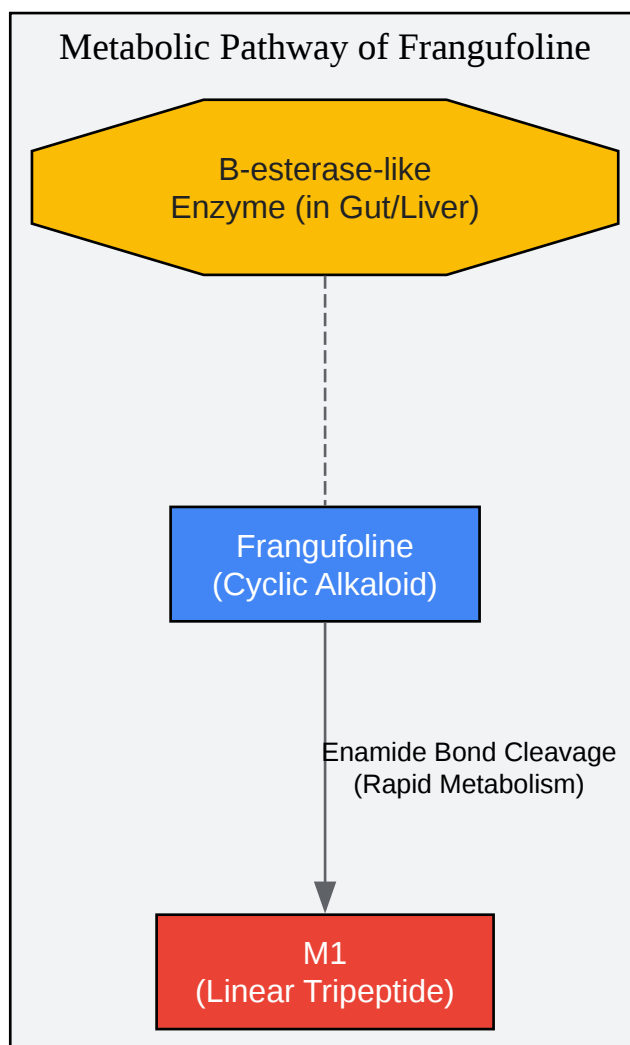 Metabolic Pathway of Frangufoline
B-esterase-like
Enzyme (in Gut/Liver)
Frangufoline
(Cyclic Alkaloid)
Enamide Bond Cleavage
(Rapid Metabolism)
M1
(Linear Tripeptide)